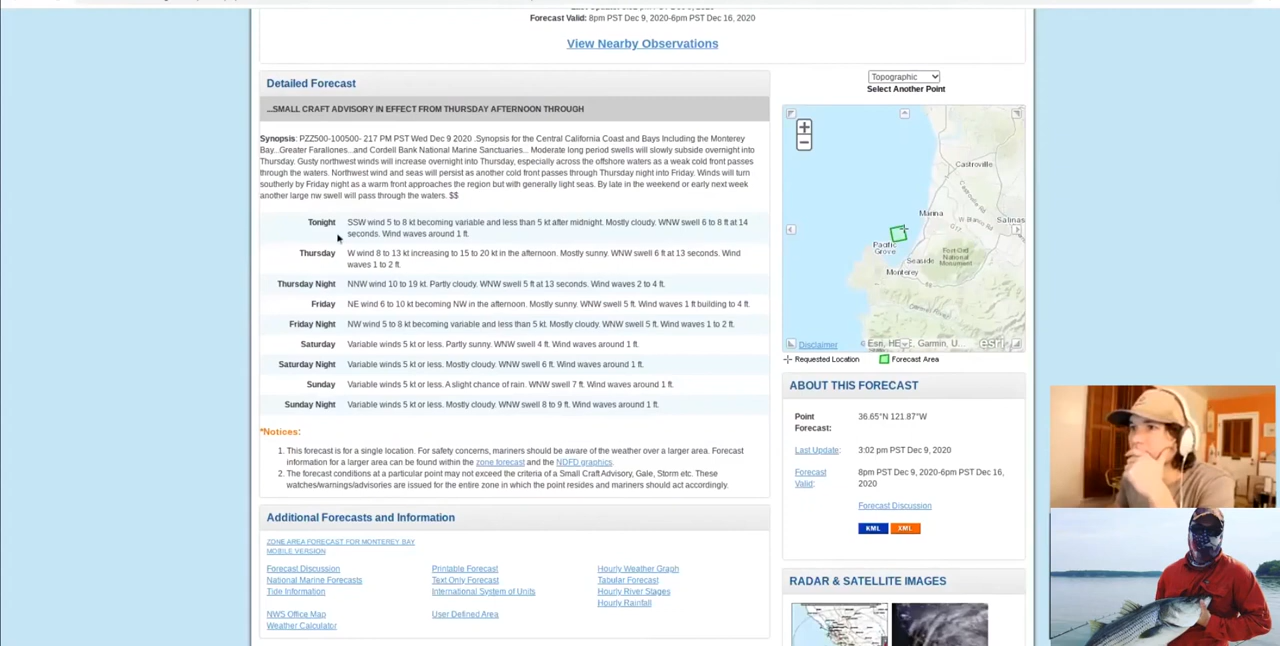 Forecast Valid: 8pm PST Dec 9, 2020-6pm PST Dec 16, 2020
View Nearby Observations
Detailed Forecast
...SMALL CRAFT ADVISORY IN EFFECT FROM THURSDAY AFTERNOON THROUGH
Synopsis: PZZ500-100500- 217 PM PST Wed Dec 9 2020 .Synopsis for the Central California Coast and Bays Including the Monterey
Bay...Greater Farallones...and Cordell Bank National Marine Sanctuaries... Moderate long period swells will slowly subside overnight into
Thursday. Gusty northwest winds will increase overnight into Thursday, especially across the offshore waters as a weak cold front passes
through the waters. Northwest wind and seas will persist as another cold front passes through Thursday night into Friday. Winds will turn
southerly by Friday night as a warm front approaches the region but with generally light seas. By late in the weekend or early next week
another large nw swell will pass through the waters. $$
Tonight SSW wind 5 to 8 kt becoming variable and less than 5 kt after midnight. Mostly cloudy. WNW swell 6 to 8 ft at 14
seconds. Wind waves around 1 ft.
Thursday W wind 8 to 13 kt increasing to 15 to 20 kt in the afternoon. Mostly sunny. WNW swell 6 ft at 13 seconds. Wind
waves 1 to 2 ft.
Thursday Night NNW wind 10 to 19 kt. Partly cloudy. WNW swell 5 ft at 13 seconds. Wind waves 2 to 4 ft.
Friday NE wind 6 to 10 kt becoming NW in the afternoon. Mostly sunny. WNW swell 5 ft. Wind waves 1 ft building to 4 ft.
Friday Night NW wind 5 to 8 kt becoming variable and less than 5 kt. Mostly cloudy. WNW swell 5 ft. Wind waves 1 to 2 ft.
Saturday Variable winds 5 kt or less. Partly sunny. WNW swell 4 ft. Wind waves around 1 ft.
Saturday Night Variable winds 5 kt or less. Mostly cloudy. WNW swell 6 ft. Wind waves around 1 ft.
Sunday Variable winds 5 kt or less. A slight chance of rain. WNW swell 7 ft. Wind waves around 1 ft.
Sunday Night Variable winds 5 kt or less. Mostly cloudy. WNW swell 8 to 9 ft. Wind waves around 1 ft.
*Notices:
1. This forecast is for a single location. For safety concerns, mariners should be aware of the weather over a larger area. Forecast
information for a larger area can be found within the zone forecast and the NDFD graphics.
2. The forecast conditions at a particular point may not exceed the criteria of a Small Craft Advisory, Gale, Storm etc. These
watches/warnings/advisories are issued for the entire zone in which the point resides and mariners should act accordingly.
Additional Forecasts and Information
ZONE AREA FORECAST FOR MONTEREY BAY
MOBILE VERSION
Forecast Discussion Printable Forecast Hourly Weather Graph
National Marine Forecasts Text Only Forecast Tabular Forecast
Tide Information International System of Units Hourly River Stages
Hourly Rainfall
NWS Office Map User Defined Area
Weather Calculator
Topographic
Select Another Point
+
−
Castroville
Marina
Salinas
Pacific
Grove
Seaside
Monterey
Disclaimer
© Esri, HERE, Garmin, U...
esri
Requested Location Forecast Area
ABOUT THIS FORECAST
Point
Forecast: 36.65°N 121.87°W
Last Update: 3:02 pm PST Dec 9, 2020
Forecast
Valid: 8pm PST Dec 9, 2020-6pm PST Dec 16,
2020
Forecast Discussion
KML XML
RADAR & SATELLITE IMAGES